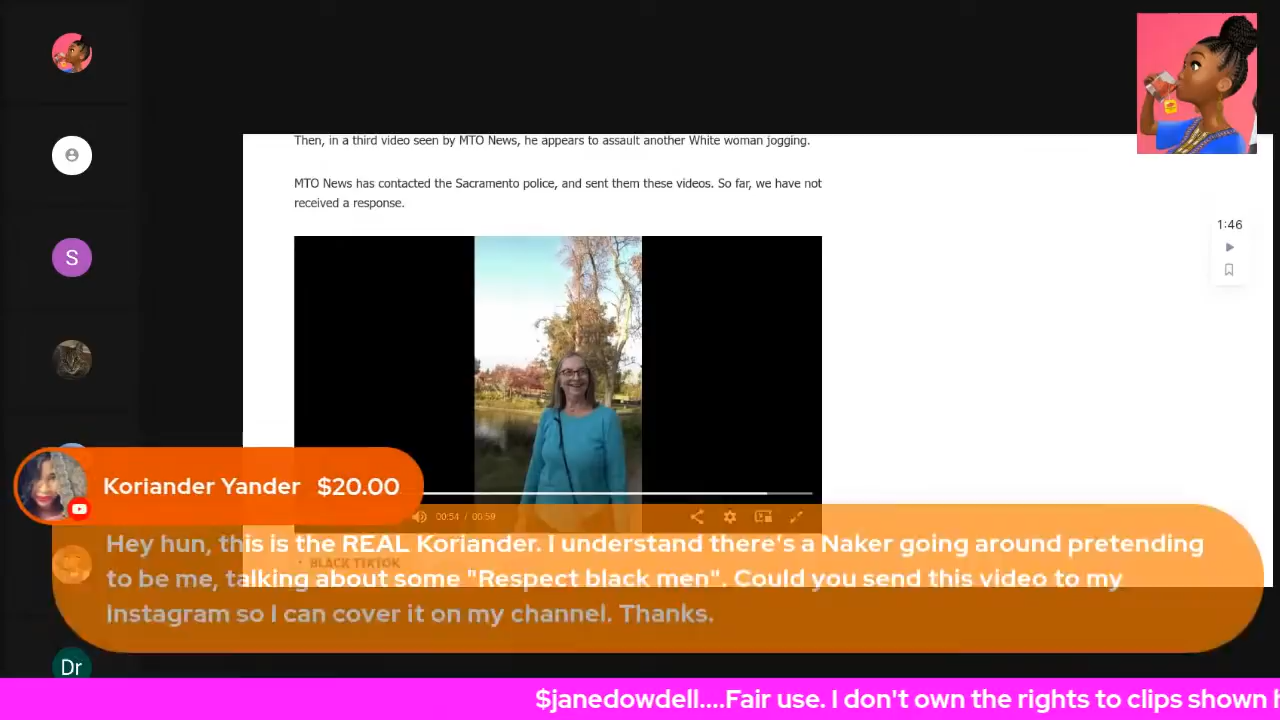 Then, in a third video seen by MTO News, he appears to assault another White woman jogging.
MTO News has contacted the Sacramento police, and sent them these videos. So far, we have not
received a response.
1:46
S
Koriander Yander $20.00
00:54 / 00:59
Hey hun, this is the REAL Koriander. I understand there's a Naker going around pretending
BLACK TIKTOK
to be me, talking about some "Respect black men". Could you send this video to my
Instagram so I can cover it on my channel. Thanks.
Dr
$janedowdell....Fair use. I don't own the rights to clips shown h